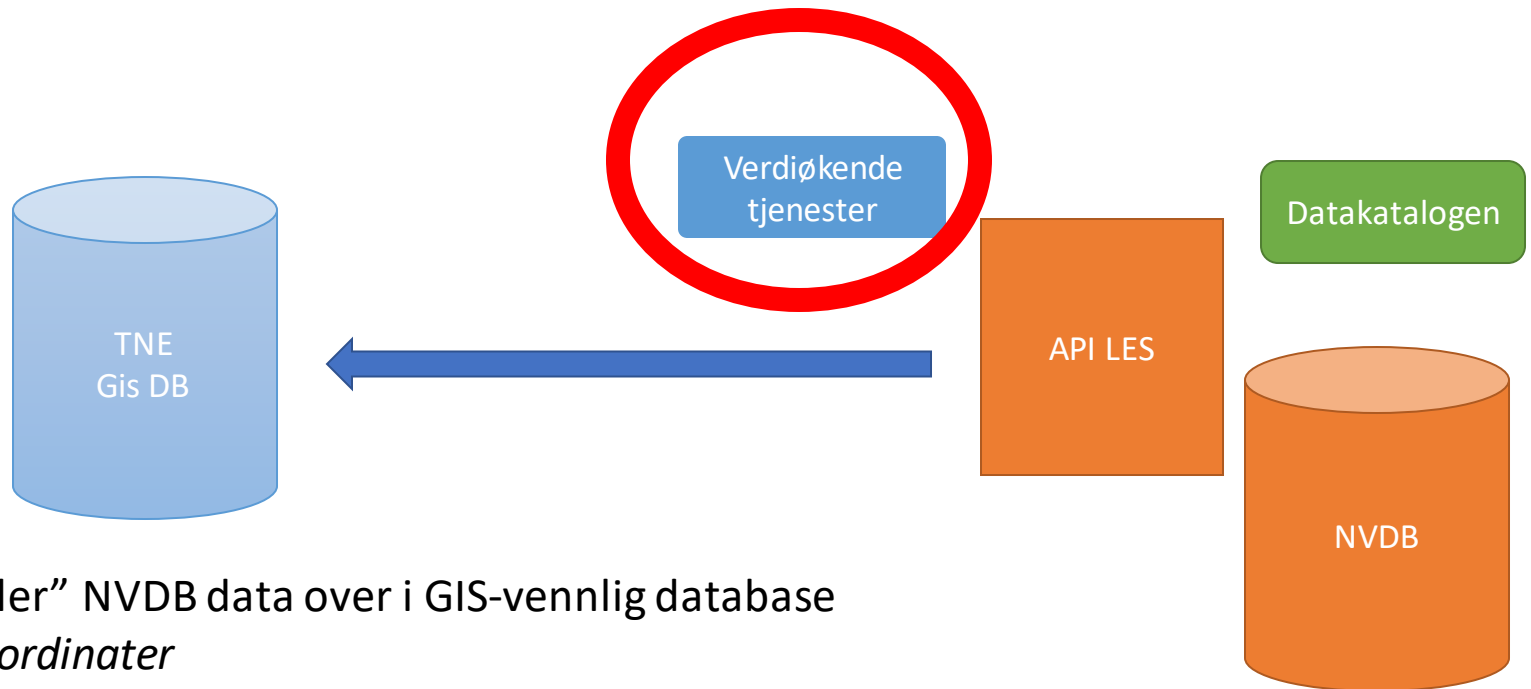 Verdiøkende
tjenester
Datakatalogen
TNE
Gis DB
API LES
NVDB
ler” NVDB data over i GIS-vennlig database
ordinater